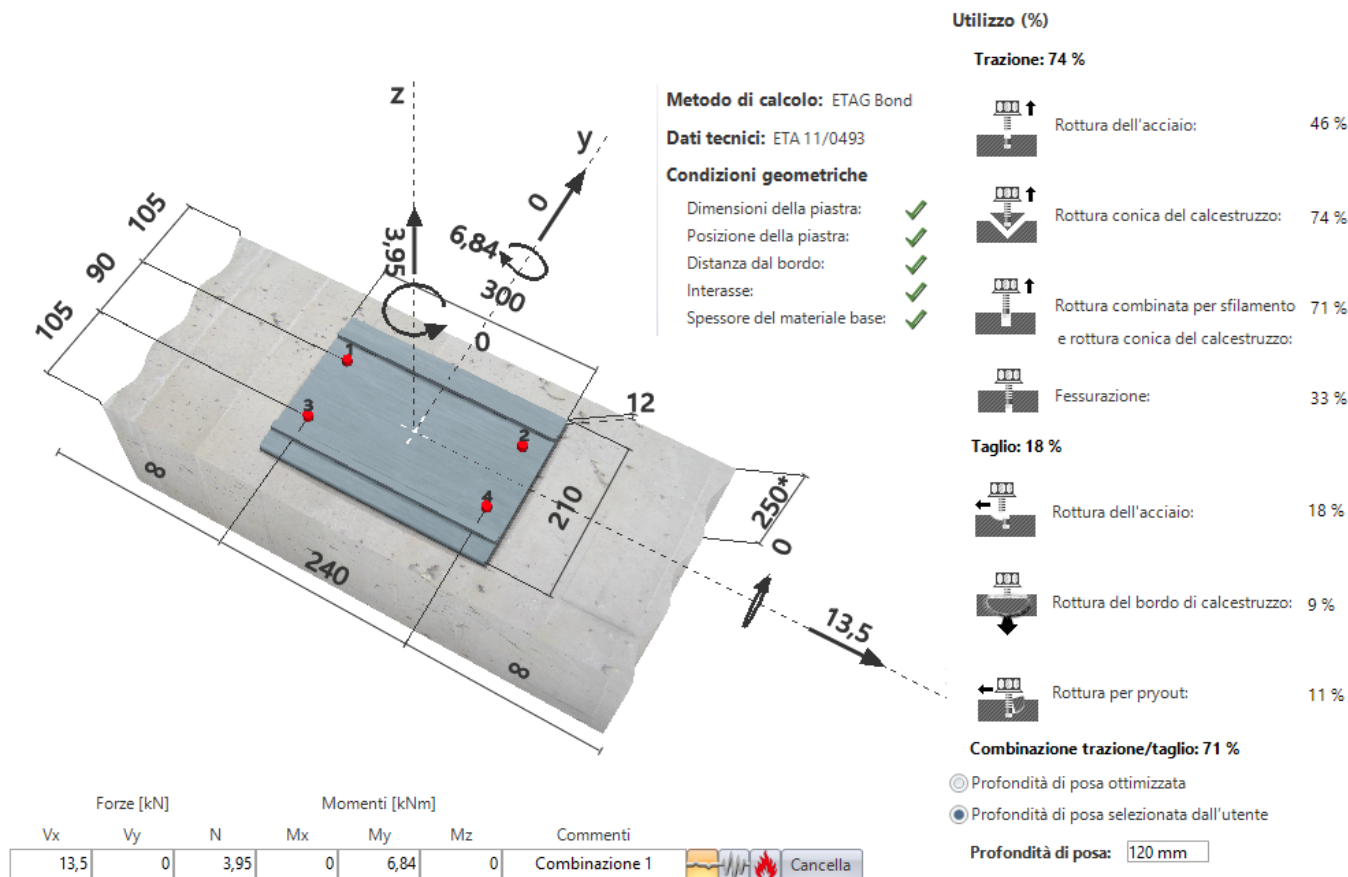 Utilizzo (%)
Trazione: 74 %
Rottura dell'acciaio: 46 %
Rottura conica del calcestruzzo: 74 %
Rottura combinata per sfilamento 71 %
e rottura conica del calcestruzzo:
Fessurazione: 33 %
Taglio: 18 %
Rottura dell'acciaio: 18 %
Rottura del bordo di calcestruzzo: 9 %
Rottura per pryout: 11 %
Combinazione trazione/taglio: 71 %
Profondità di posa ottimizzata
Profondità di posa selezionata dall'utente
Profondità di posa: 120 mm
Metodo di calcolo: ETAG Bond
Dati tecnici: ETA 11/0493
Condizioni geometriche
Dimensioni della piastra:
Posizione della piastra:
Distanza dal bordo:
Interasse:
Spessore del materiale base:
z
y
0
3,95
6,84
300
0
105
90
105
1
2
3
4
12
210
250*
0
13,5
240
∞
∞
Forze [kN] Momenti [kNm]
Vx Vy N Mx My Mz Commenti
13,5 0 3,95 0 6,84 0 Combinazione 1 Cancella